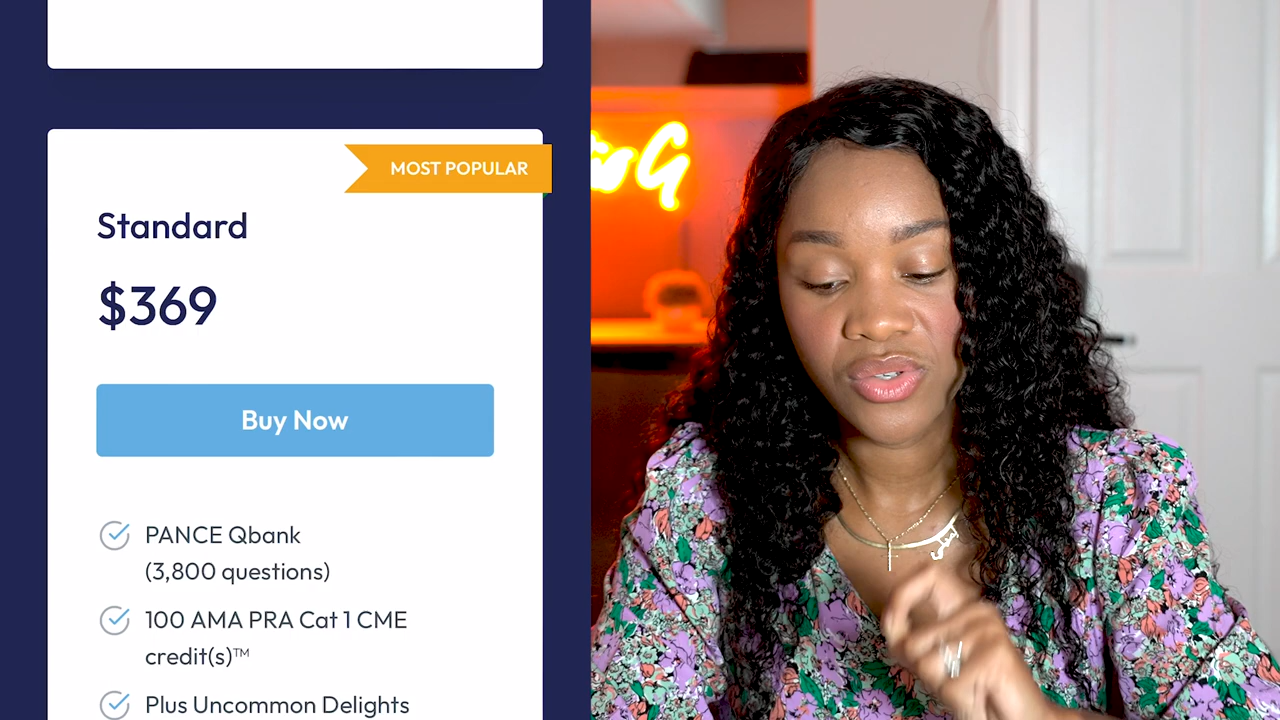 MOST POPULAR
Standard
$369
Buy Now
PANCE Qbank
(3,800 questions)
100 AMA PRA Cat 1 CME
credit(s)™
Plus Uncommon Delights
G